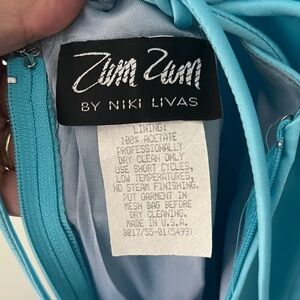 Zum Zum
BY NIKI LIVAS
LINING:
100% ACETATE
PROFESSIONALLY
DRY CLEAN ONLY
USE SHORT CYCLES,
LOW TEMPERATURES,
NO STEAM FINISHING.
PUT GARMENT IN
MESH BAG BEFORE
DRY CLEANING.
MADE IN U.S.A.
8017/55-01(5499)